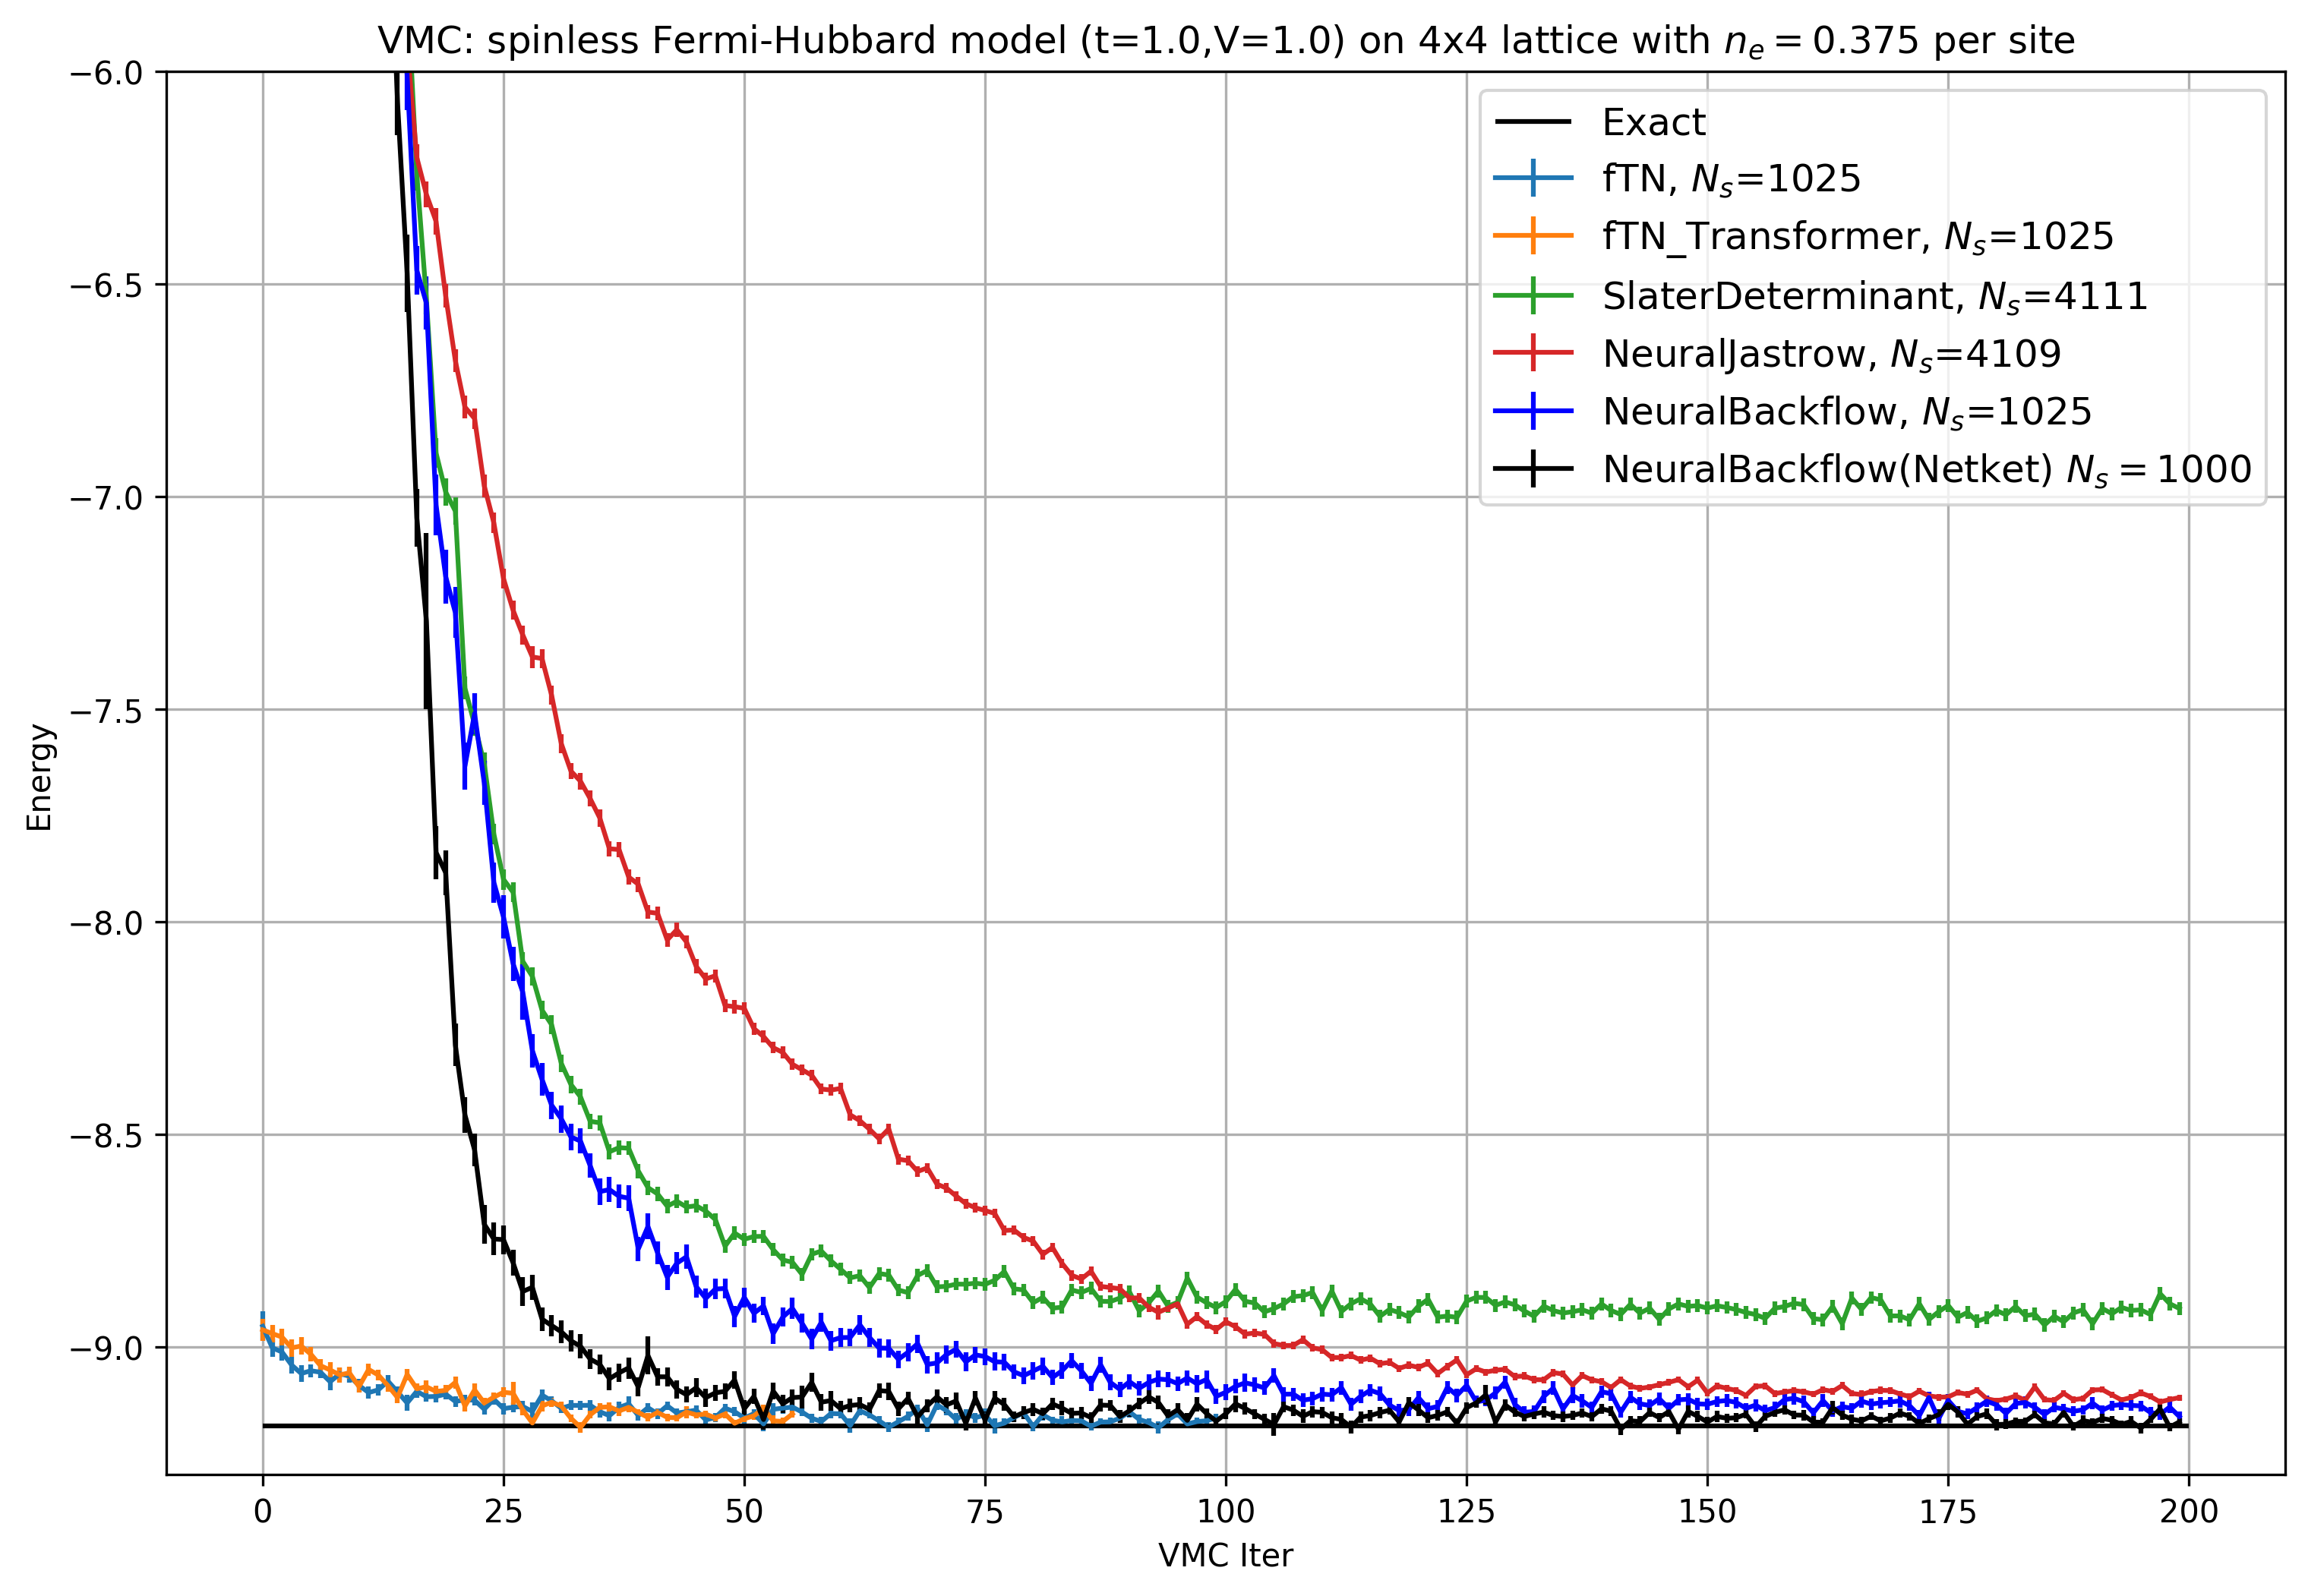 VMC: spinless Fermi-Hubbard model (t=1.0,V=1.0) on 4x4 lattice with $n_e = 0.375$ per site
Exact
fTN, $N_s$=1025
fTN_Transformer, $N_s$=1025
SlaterDeterminant, $N_s$=4111
NeuralJastrow, $N_s$=4109
NeuralBackflow, $N_s$=1025
NeuralBackflow(Netket) $N_s = 1000$
Energy
−6.0
−6.5
−7.0
−7.5
−8.0
−8.5
−9.0
0 25 50 75 100 125 150 175 200
VMC Iter